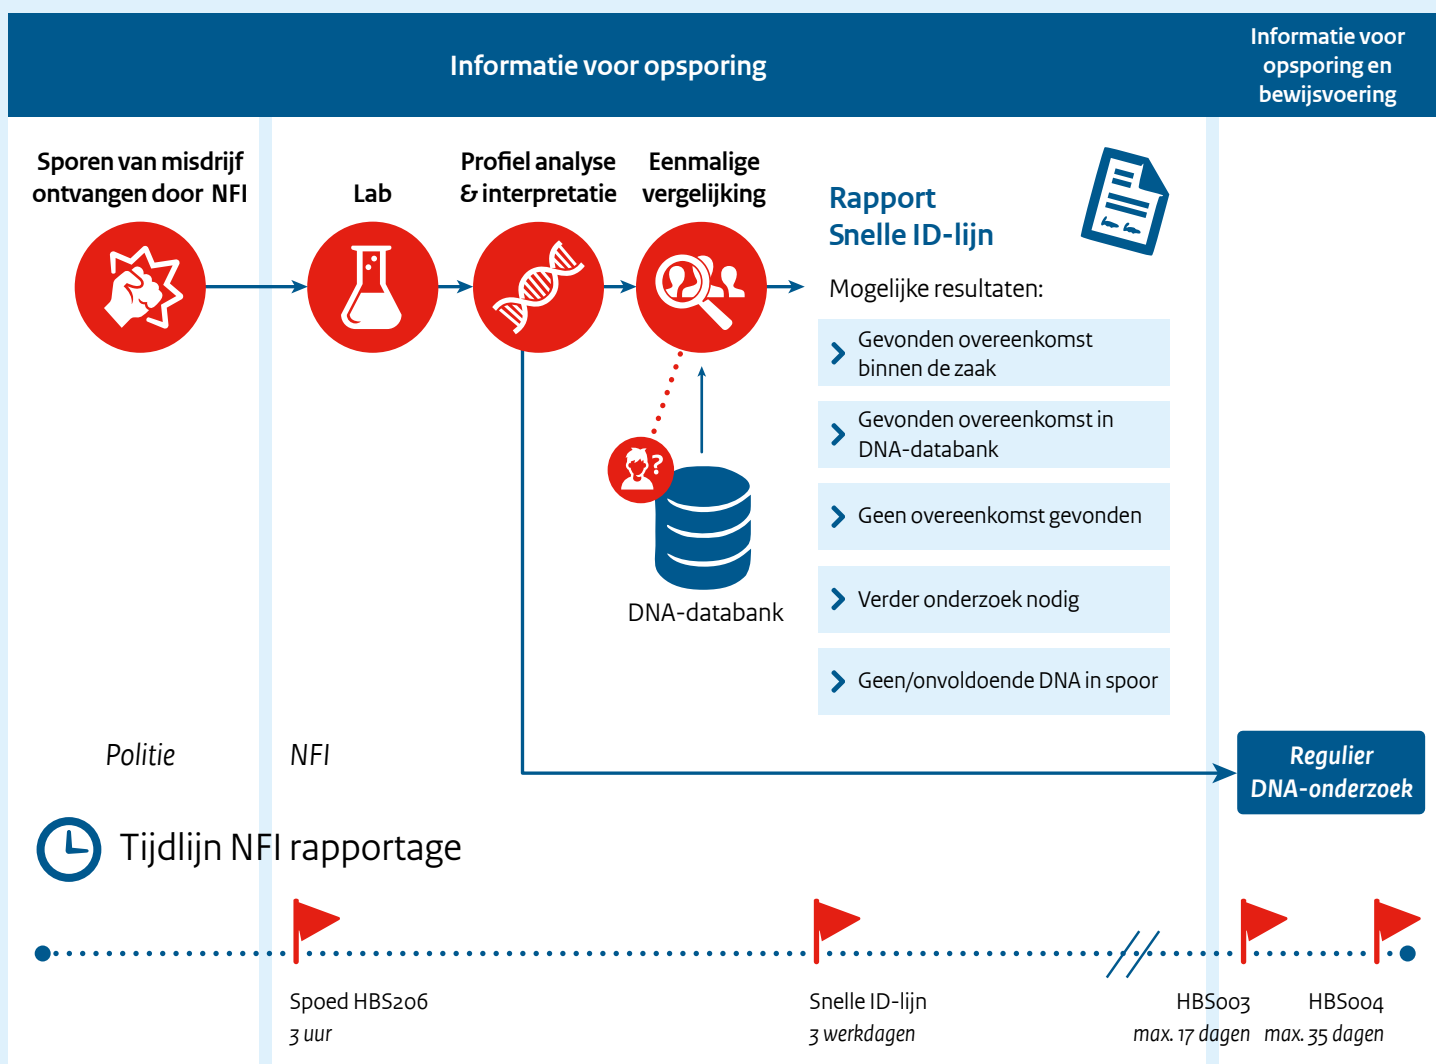 Informatie voor opsporing
Informatie voor
opsporing en
bewijsvoering
Sporen van misdrijf
ontvangen door NFI
Lab
Profiel analyse
& interpretatie
Eenmalige
vergelijking
Rapport
Snelle ID-lijn
Mogelijke resultaten:
Gevonden overeenkomst
binnen de zaak
Gevonden overeenkomst in
DNA-databank
Geen overeenkomst gevonden
Verder onderzoek nodig
Geen/onvoldoende DNA in spoor
?
DNA-databank
Politie
NFI
Regulier
DNA-onderzoek
Tijdlijn NFI rapportage
Spoed HBS206
3 uur
Snelle ID-lijn
3 werkdagen
HBS003
max. 17 dagen
HBS004
max. 35 dagen